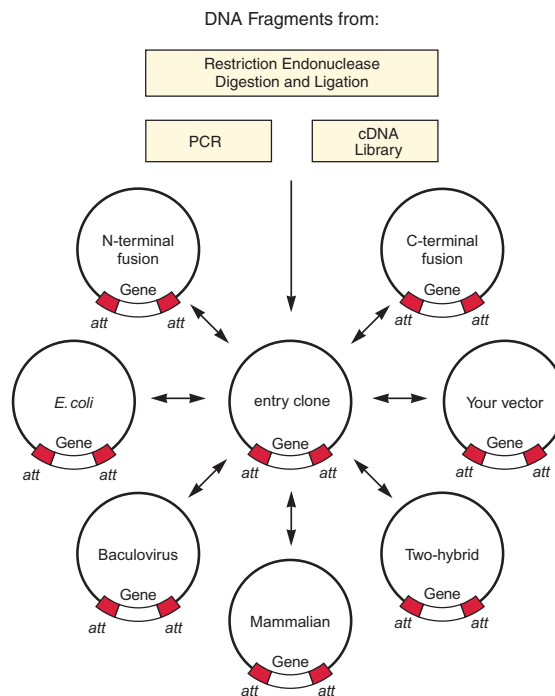 DNA Fragments from:
Restriction Endonuclease
Digestion and Ligation
PCR
cDNA
Library
N-terminal
fusion
Gene
att
att
C-terminal
fusion
Gene
att
att
E. coli
Gene
att
att
entry clone
Gene
att
att
Your vector
Gene
att
att
Baculovirus
Gene
att
att
Mammalian
Gene
att
att
Two-hybrid
Gene
att
att